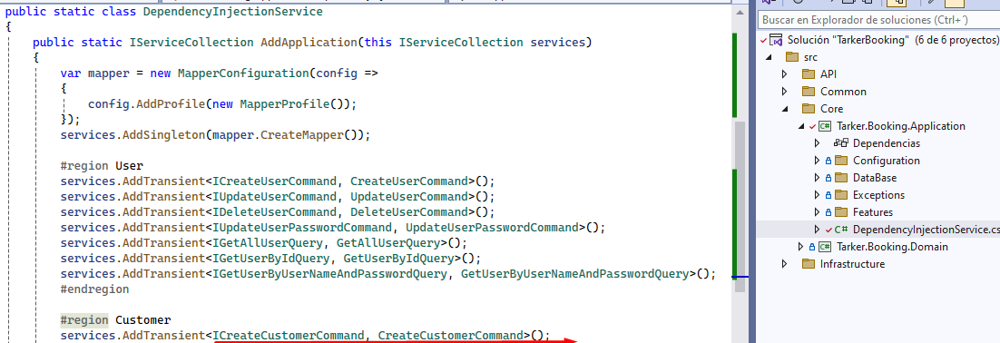 public static class DependencyInjectionService
{
public static IServiceCollection AddApplication(this IServiceCollection services)
{
var mapper = new MapperConfiguration(config =>
{
config.AddProfile(new MapperProfile());
});
services.AddSingleton(mapper.CreateMapper());
#region User
services.AddTransient<ICreateUserCommand, CreateUserCommand>();
services.AddTransient<IUpdateUserCommand, UpdateUserCommand>();
services.AddTransient<IDeleteUserCommand, DeleteUserCommand>();
services.AddTransient<IUpdateUserPasswordCommand, UpdateUserPasswordCommand>();
services.AddTransient<IGetAllUserQuery, GetAllUserQuery>();
services.AddTransient<IGetUserByIdQuery, GetUserByIdQuery>();
services.AddTransient<IGetUserByUserNameAndPasswordQuery, GetUserByUserNameAndPasswordQuery>();
#endregion
#region Customer
services.AddTransient<ICreateCustomerCommand, CreateCustomerCommand>();
Buscar en Explorador de soluciones (Ctrl+´)
Solución "TarkerBooking" (6 de 6 proyectos)
src
API
Common
Core
C# Tarker.Booking.Application
Dependencias
Configuration
DataBase
Exceptions
Features
C# DependencyInjectionService.cs
C# Tarker.Booking.Domain
Infrastructure